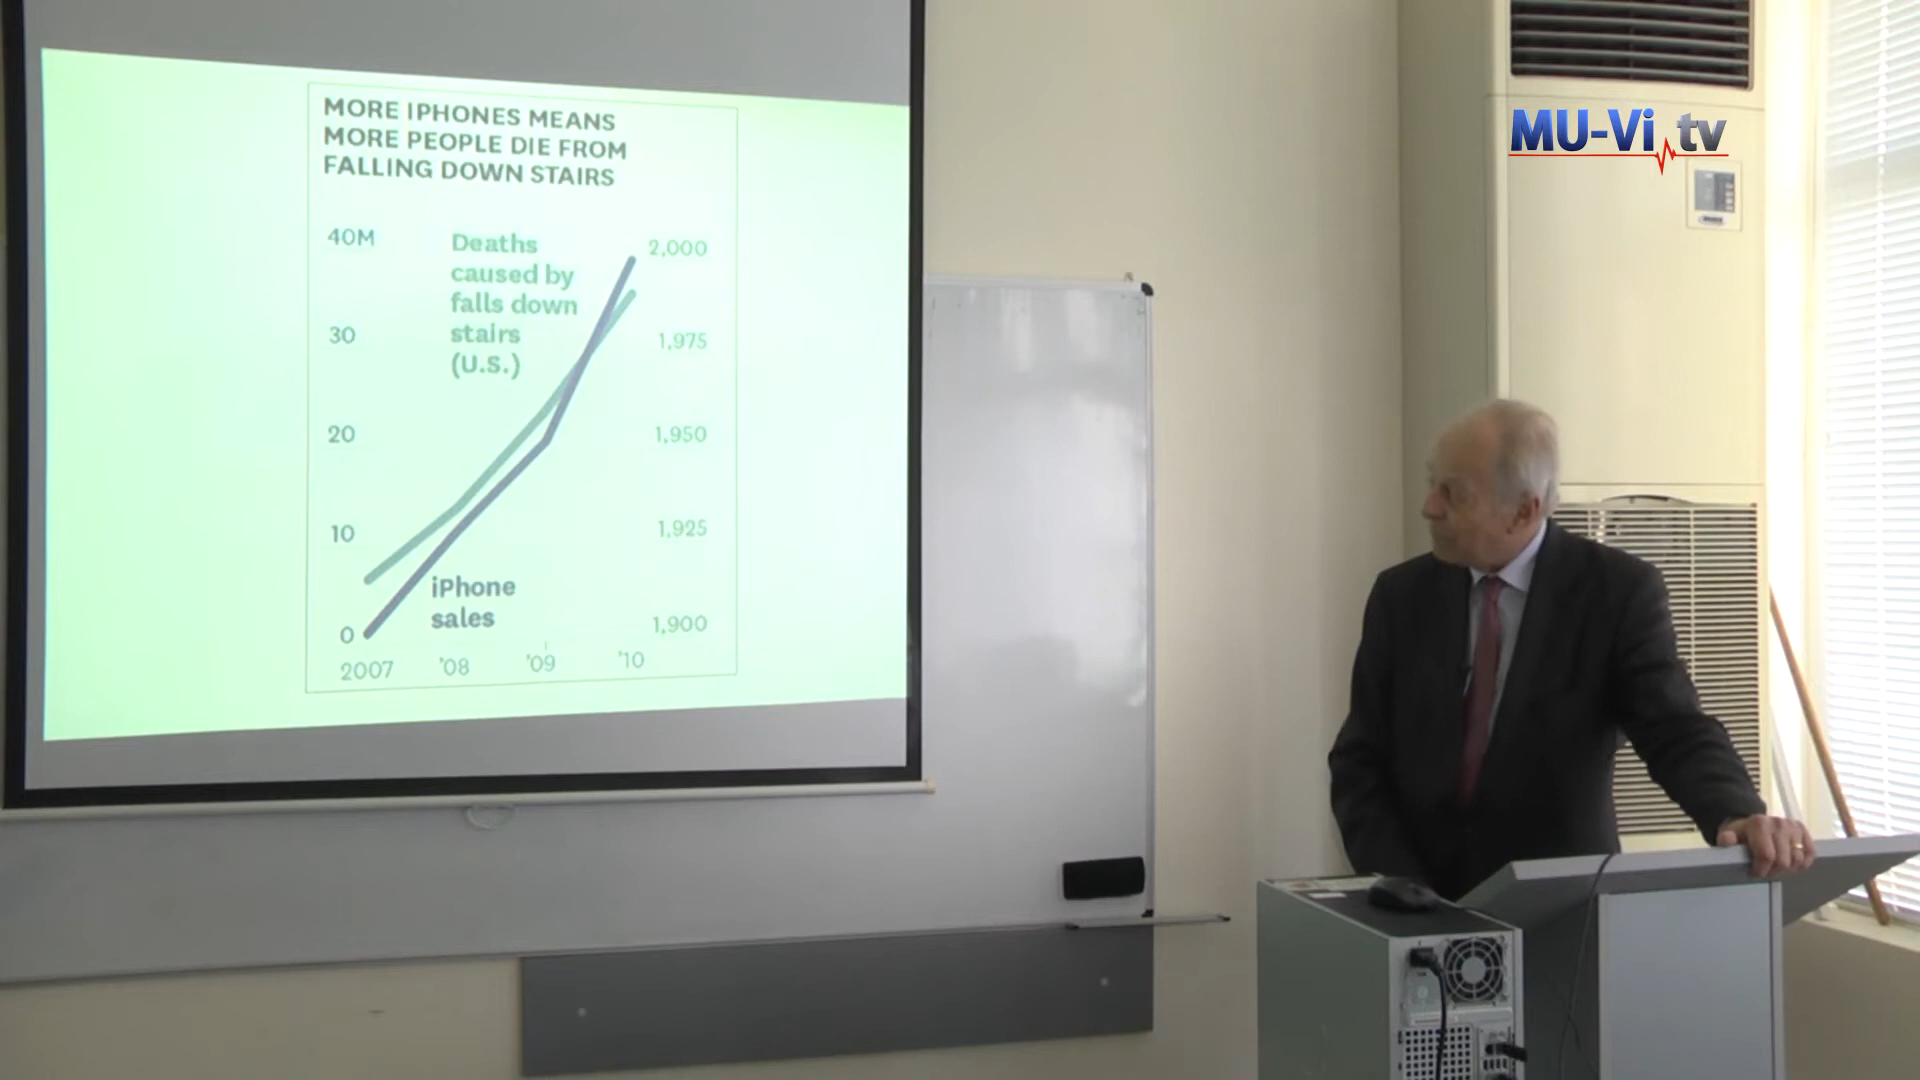 MORE IPHONES MEANS
MORE PEOPLE DIE FROM
FALLING DOWN STAIRS
40M
Deaths
caused by
falls down
stairs
(U.S.)
2,000
30
1,975
20
1,950
10
1,925
iPhone
sales
0
1,900
2007
'08
'09
'10
MU-Vi tv